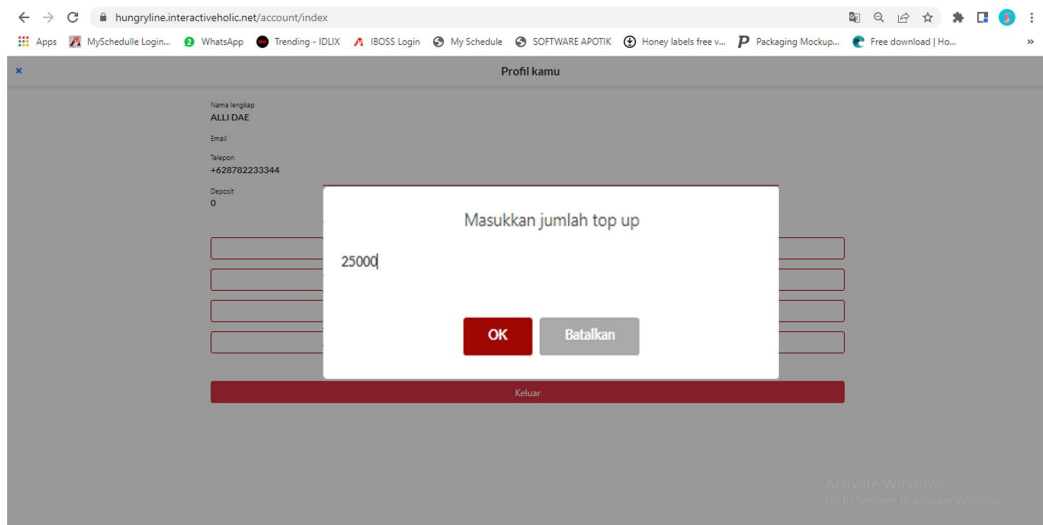 hungryline.interactiveholic.net/account/index
Apps MySchedulle Login... WhatsApp Trending - IDLIX IBOSS Login My Schedule SOFTWARE APOTIK Honey labels free v... Packaging Mockup... Free download | Ho... »
× Profil kamu
Nama lengkap
ALLI DAE
Email
Telepon
+628782233344
Deposit
0
Masukkan jumlah top up
25000
OK Batalkan
Keluar
Activate Windows
Go to Settings to activate Windows.